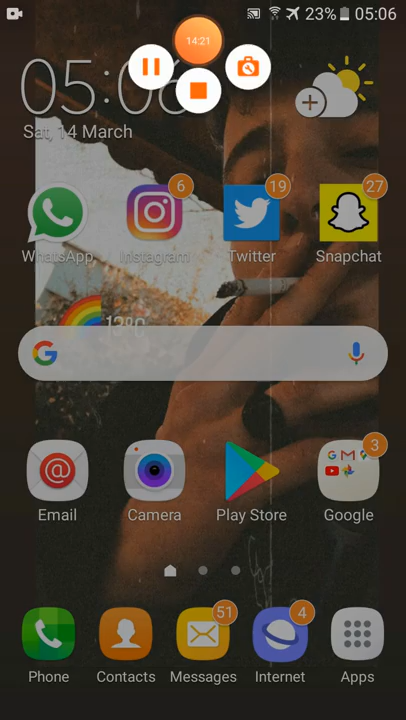 23% 05:06
14:21
05:06
Sat, 14 March
6 19 27
WhatsApp Instagram Twitter Snapchat
13°C
G
3
G M
@
Email Camera Play Store Google
51 4
Phone Contacts Messages Internet Apps